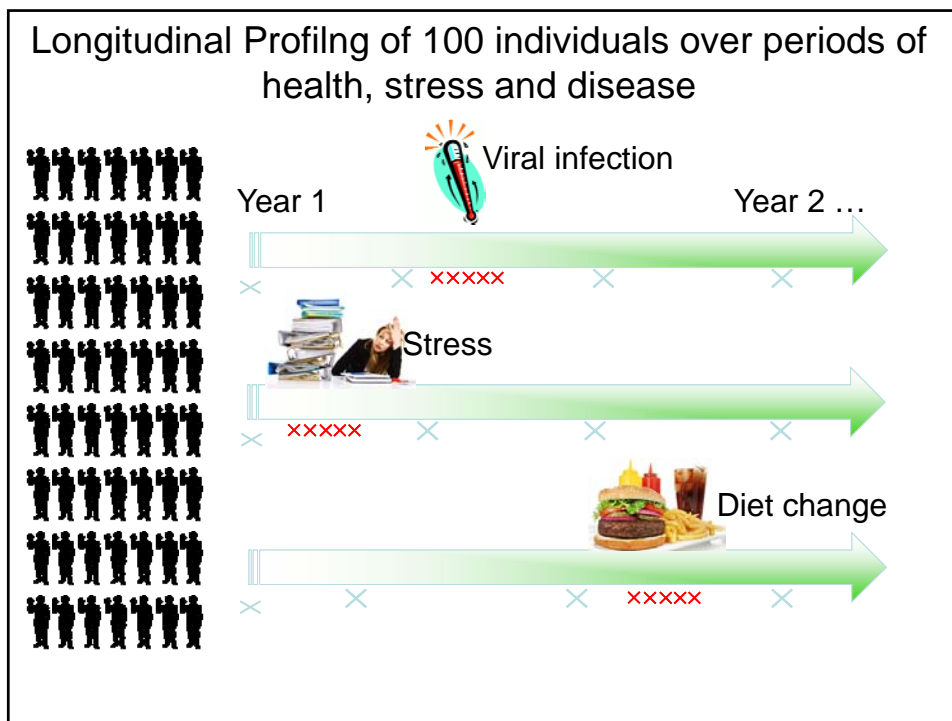 Longitudinal Profilng of 100 individuals over periods of
health, stress and disease
Viral infection
Year 1
Year 2 ...
Stress
Diet change